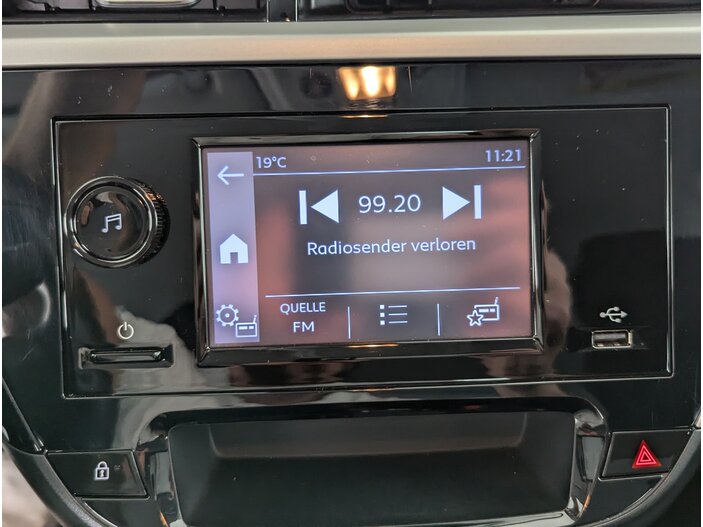 19°C
11:21
99.20
Radiosender verloren
QUELLE
FM